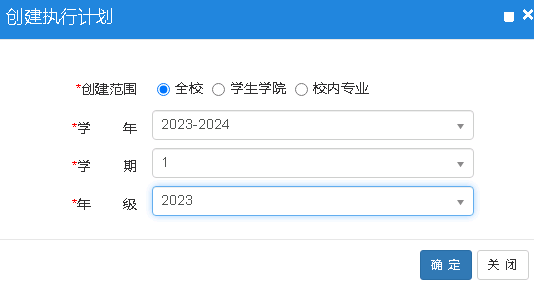 创建执行计划
*创建范围 全校 学生学院 校内专业
*学 年 2023-2024
*学 期 1
*年 级 2023
确 定 关 闭